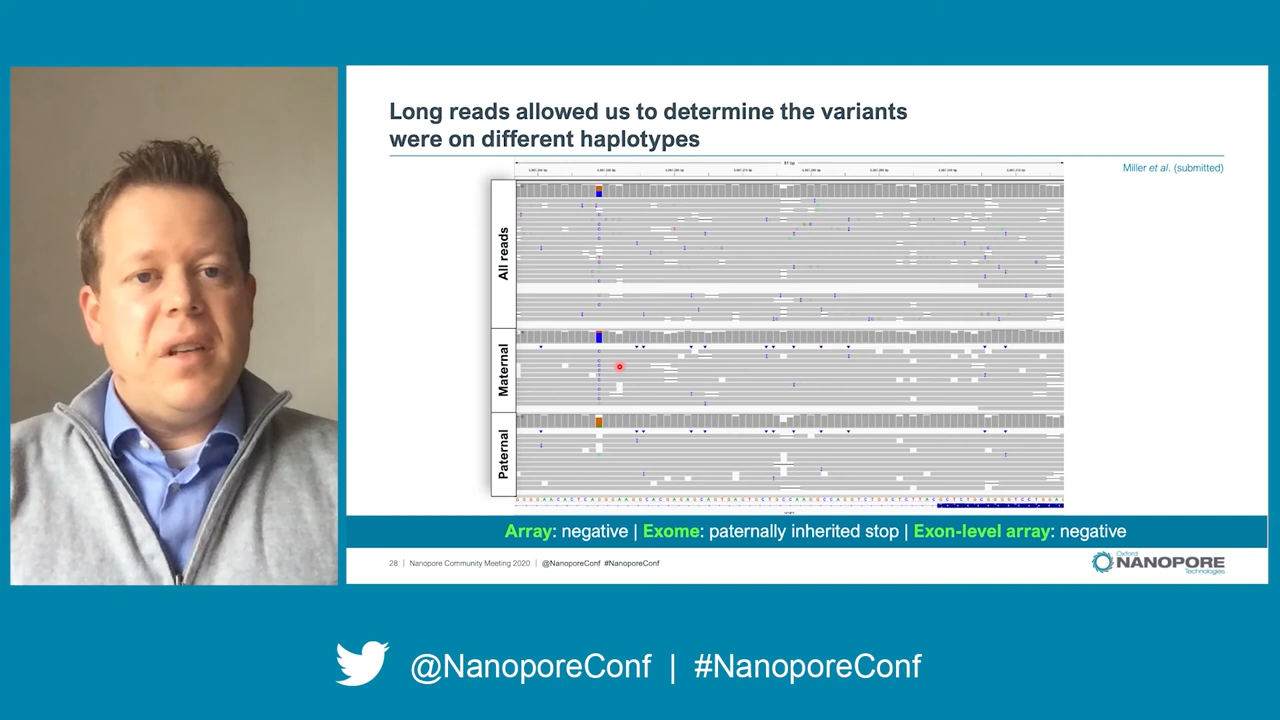 Long reads allowed us to determine the variants
were on different haplotypes
Miller et al. (submitted)
All reads
Maternal
Paternal
Array: negative | Exome: paternally inherited stop | Exon-level array: negative
28 | Nanopore Community Meeting 2020 | @NanoporeConf #NanoporeConf
Oxford
NANOPORE
Technologies
@NanoporeConf | #NanoporeConf